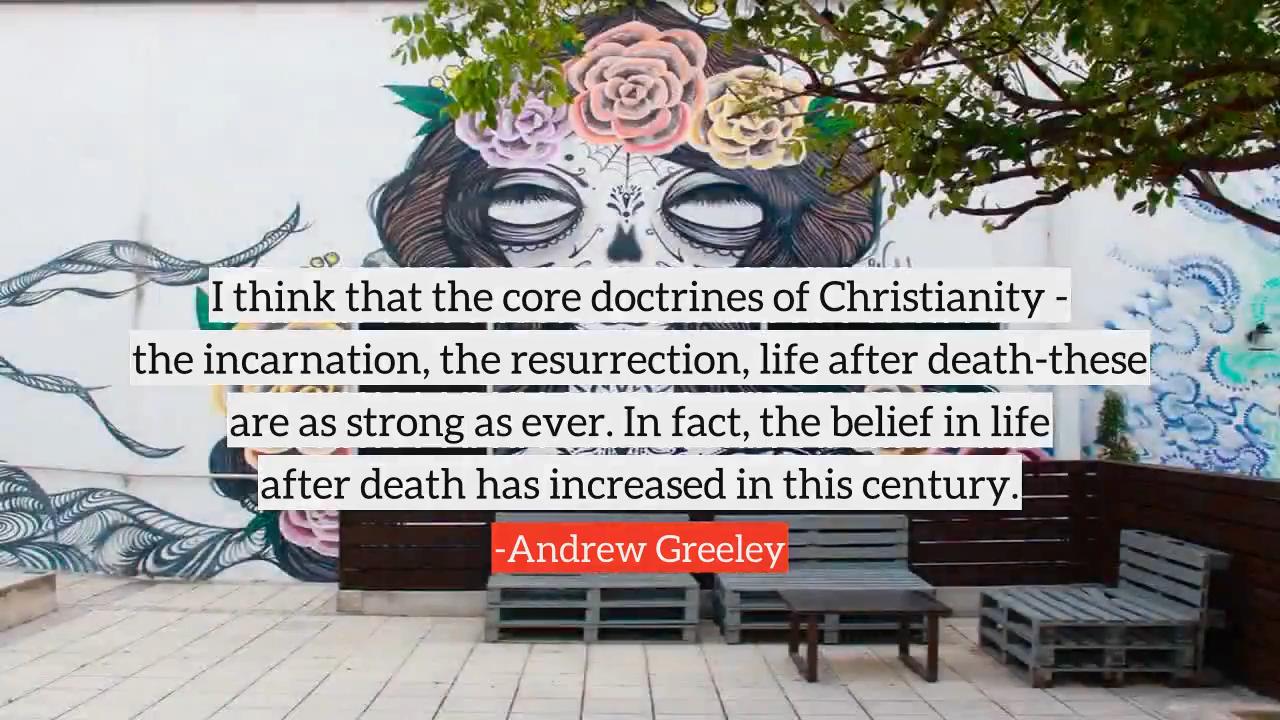 I think that the core doctrines of Christianity -
the incarnation, the resurrection, life after death-these
are as strong as ever. In fact, the belief in life
after death has increased in this century.
-Andrew Greeley